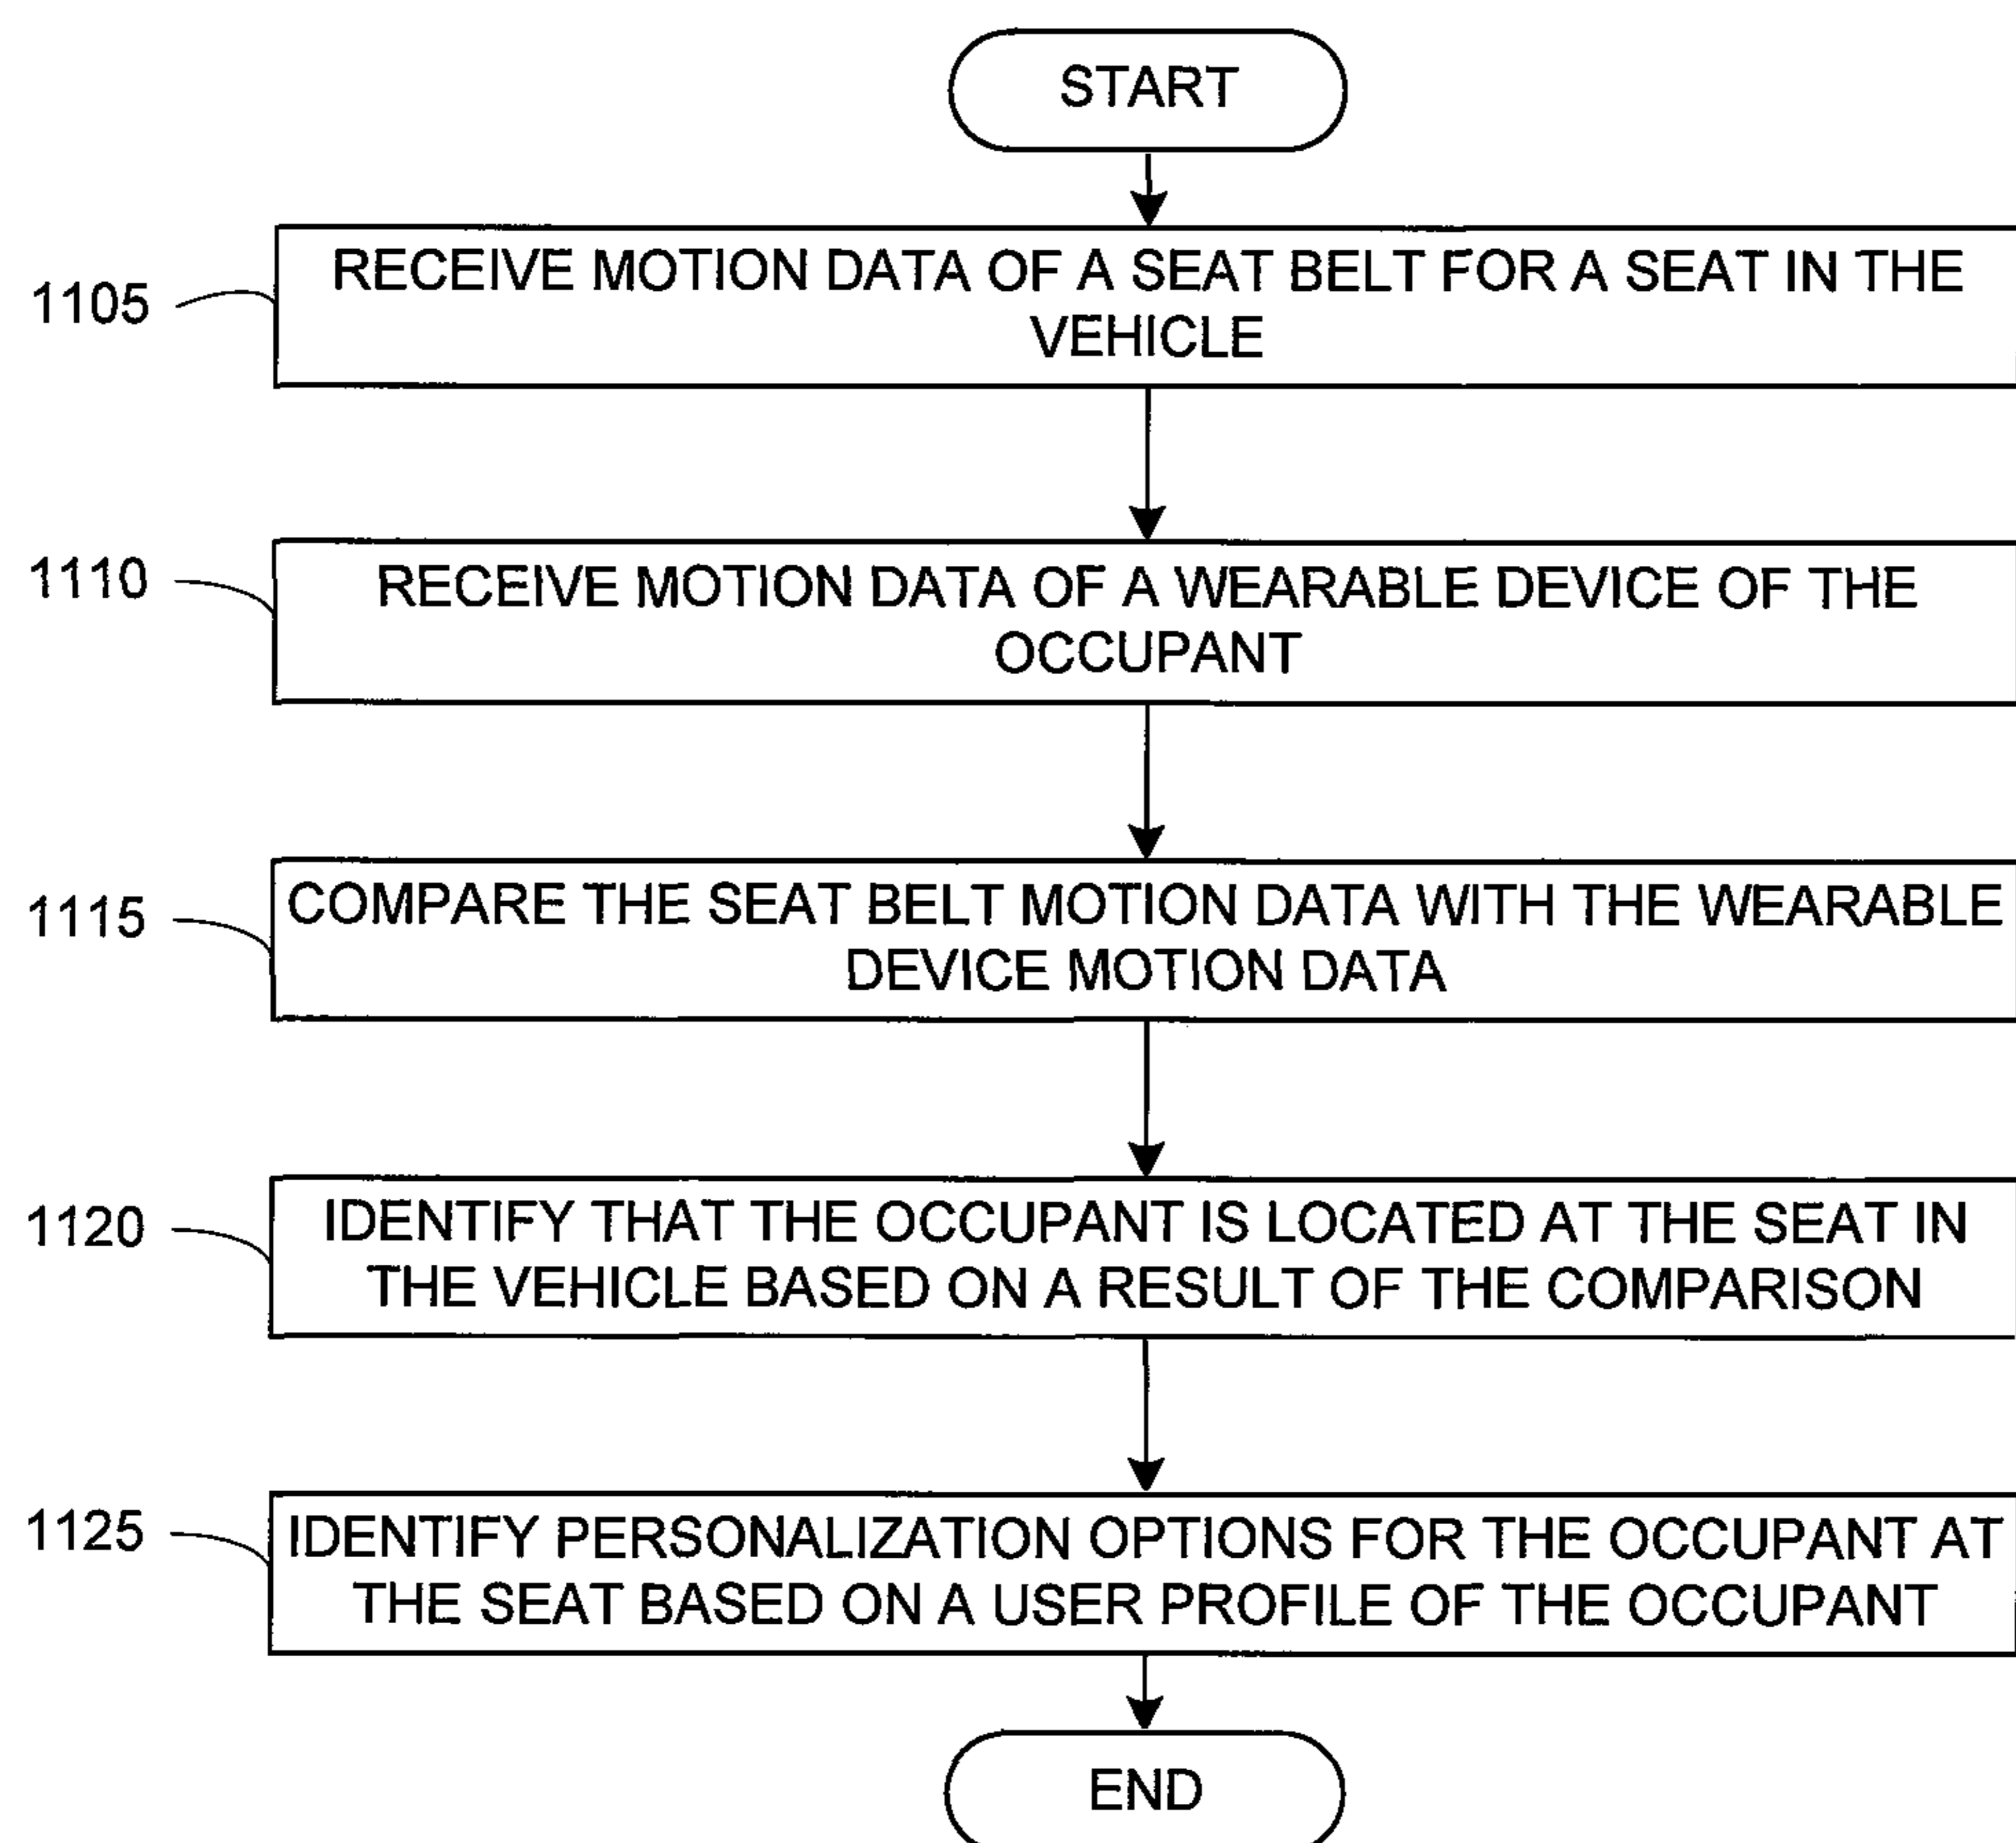 START
1105
RECEIVE MOTION DATA OF A SEAT BELT FOR A SEAT IN THE
VEHICLE
1110
RECEIVE MOTION DATA OF A WEARABLE DEVICE OF THE
OCCUPANT
1115
COMPARE THE SEAT BELT MOTION DATA WITH THE WEARABLE
DEVICE MOTION DATA
1120
IDENTIFY THAT THE OCCUPANT IS LOCATED AT THE SEAT IN
THE VEHICLE BASED ON A RESULT OF THE COMPARISON
1125
IDENTIFY PERSONALIZATION OPTIONS FOR THE OCCUPANT AT
THE SEAT BASED ON A USER PROFILE OF THE OCCUPANT
END